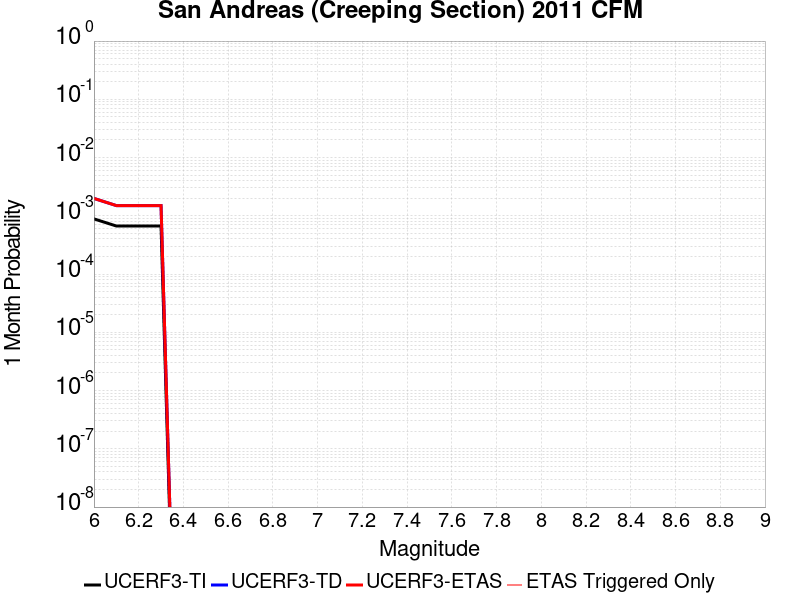 San Andreas (Creeping Section) 2011 CFM
10^0
10^-1
10^-2
10^-3
10^-4
10^-5
10^-6
10^-7
10^-8
1 Month Probability
6 6.2 6.4 6.6 6.8 7 7.2 7.4 7.6 7.8 8 8.2 8.4 8.6 8.8 9
Magnitude
UCERF3-TI UCERF3-TD UCERF3-ETAS ETAS Triggered Only